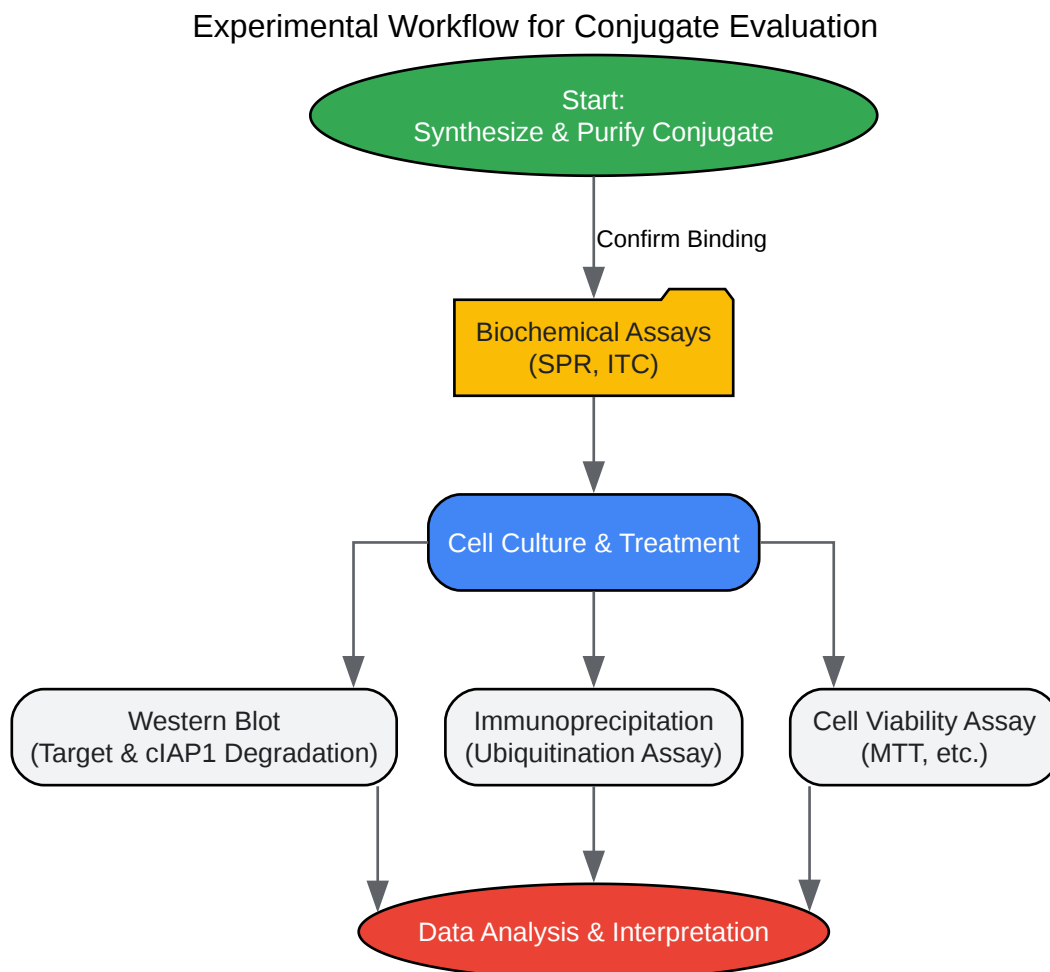 Experimental Workflow for Conjugate Evaluation
Start:
Synthesize & Purify Conjugate
Confirm Binding
Biochemical Assays
(SPR, ITC)
Cell Culture & Treatment
Western Blot
(Target & cIAP1 Degradation)
Immunoprecipitation
(Ubiquitination Assay)
Cell Viability Assay
(MTT, etc.)
Data Analysis & Interpretation